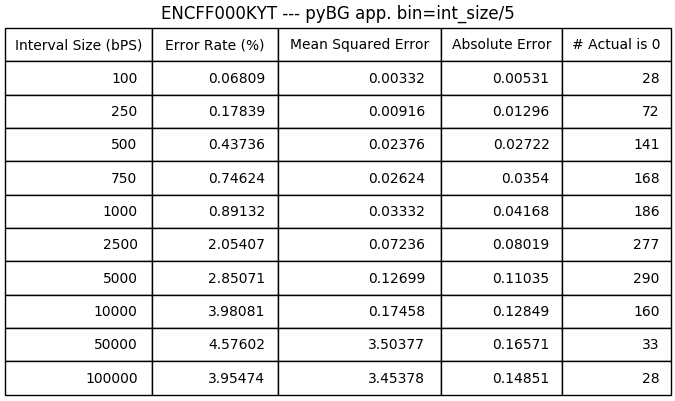 ENCFF000KYT --- pyBG app. bin=int_size/5
Interval Size (bPS) Error Rate (%) Mean Squared Error Absolute Error # Actual is 0
100 0.06809 0.00332 0.00531 28
250 0.17839 0.00916 0.01296 72
500 0.43736 0.02376 0.02722 141
750 0.74624 0.02624 0.0354 168
1000 0.89132 0.03332 0.04168 186
2500 2.05407 0.07236 0.08019 277
5000 2.85071 0.12699 0.11035 290
10000 3.98081 0.17458 0.12849 160
50000 4.57602 3.50377 0.16571 33
100000 3.95474 3.45378 0.14851 28